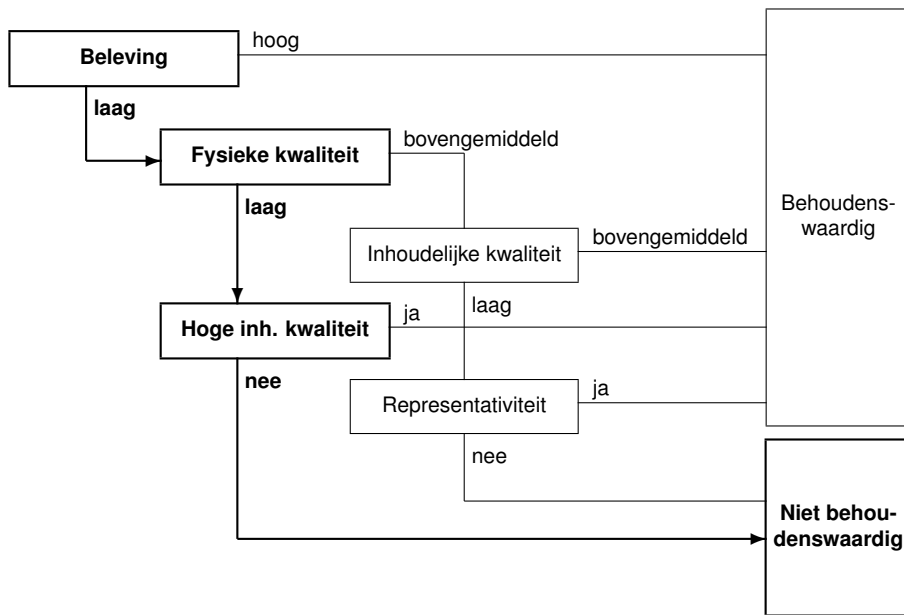 Beleving
hoog
laag
Fysieke kwaliteit
bovengemiddeld
laag
Inhoudelijke kwaliteit
bovengemiddeld
Behoudens-
waardig
laag
Hoge inh. kwaliteit
ja
nee
Representativiteit
ja
nee
Niet behou-
denswaardig